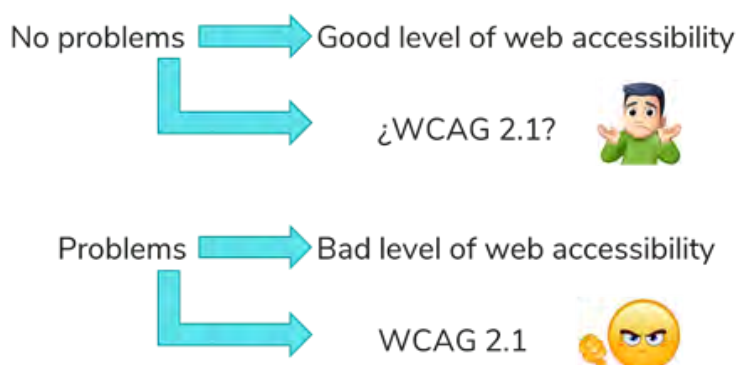 No problems Good level of web accessibility
¿WCAG 2.1?
Problems Bad level of web accessibility
WCAG 2.1